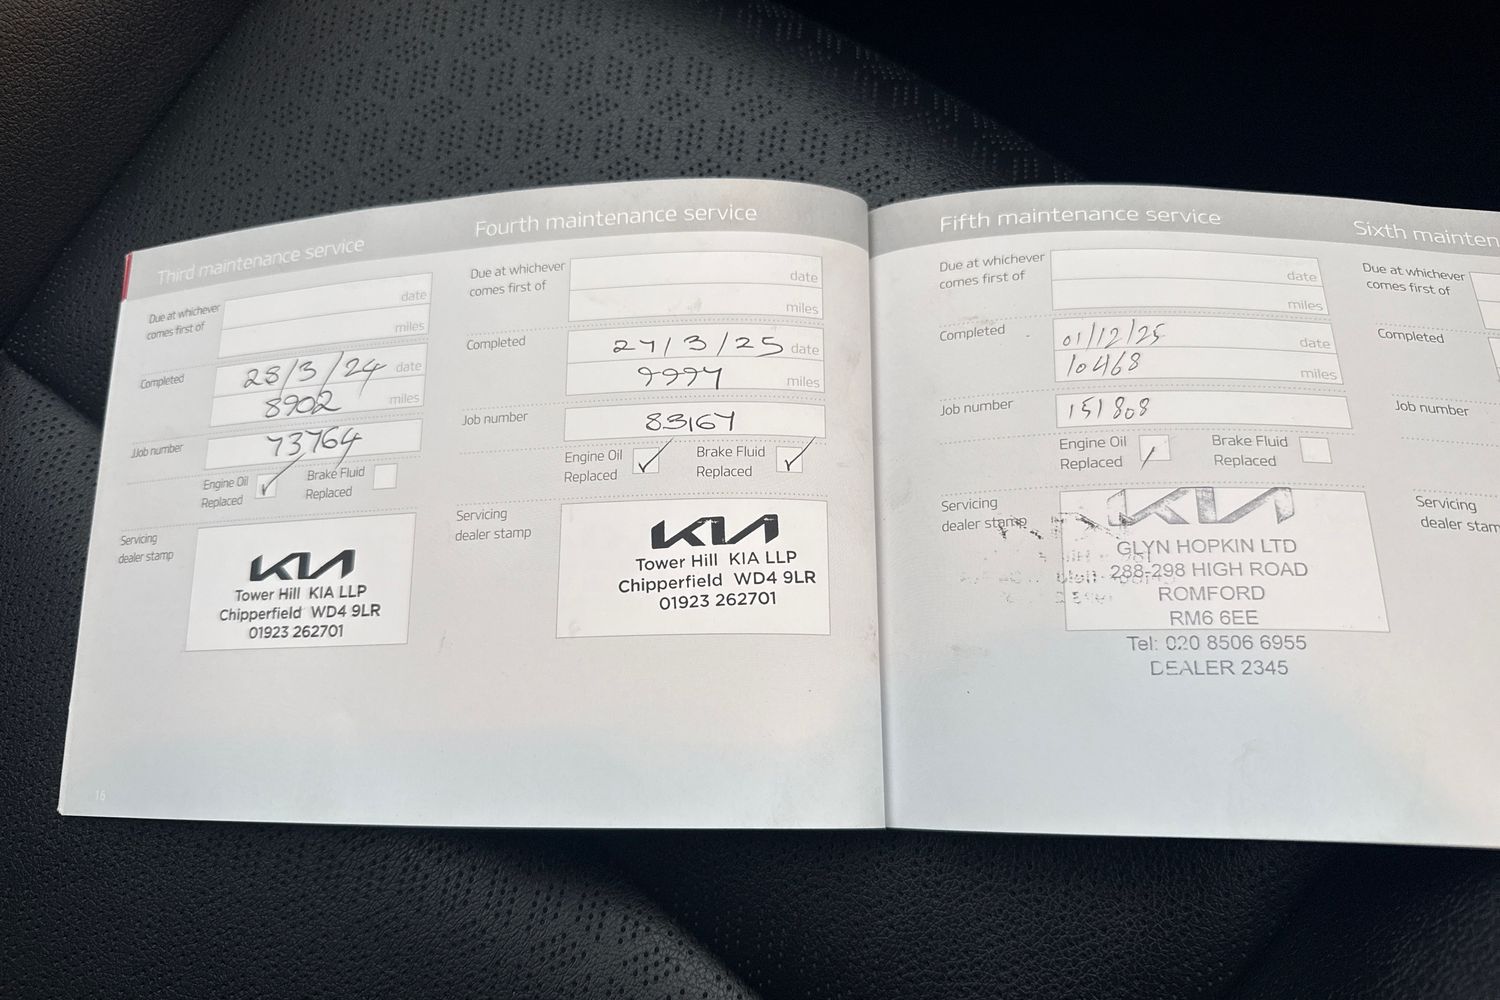 Third maintenance service
Due at whichever
comes first of
date
miles
Completed
28/3/24 date
8902 miles
Job number
73764
Engine Oil
Replaced
Brake Fluid
Replaced
Servicing
dealer stamp
KIA
Tower Hill KIA LLP
Chipperfield WD4 9LR
01923 262701
16
Fourth maintenance service
Due at whichever
comes first of
date
miles
Completed
27/3/25 date
9997 miles
Job number
83167
Engine Oil
Replaced
Brake Fluid
Replaced
Servicing
dealer stamp
KIA
Tower Hill KIA LLP
Chipperfield WD4 9LR
01923 262701
Fifth maintenance service
Due at whichever
comes first of
date
miles
Completed
01/12/25 date
10468 miles
Job number
151808
Engine Oil
Replaced
Brake Fluid
Replaced
Servicing
dealer stamp
KIA
GLYN HOPKIN LTD
288-298 HIGH ROAD
ROMFORD
RM6 6EE
Tel: 020 8506 6955
DEALER 2345
Sixth mainten
Due at whichever
comes first of
Completed
Job number
Servicing
dealer stam